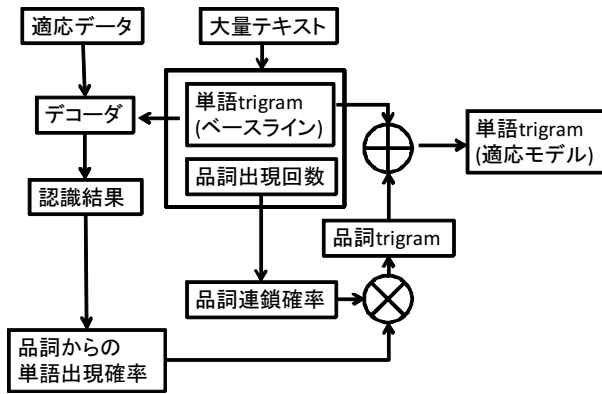 適応データ
大量テキスト
デコーダ
単語trigram
(ベースライン)
単語trigram
(適応モデル)
認識結果
品詞出現回数
品詞trigram
品詞連鎖確率
品詞からの
単語出現確率